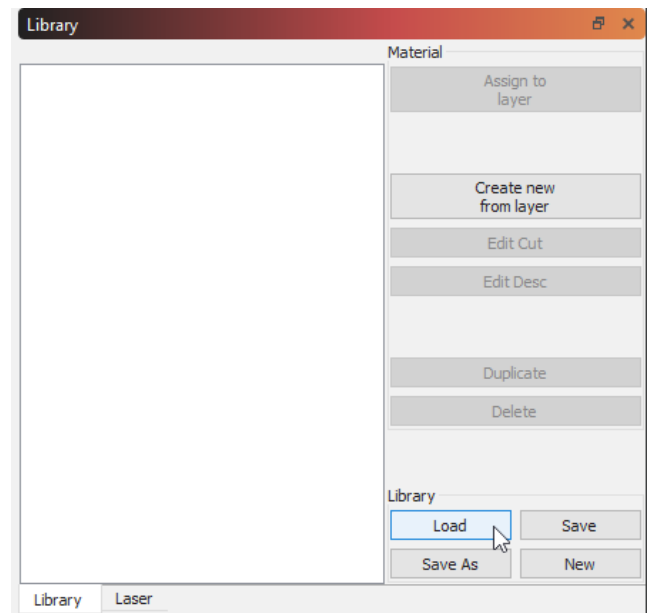 Library
Material
Assign to
layer
Create new
from layer
Edit Cut
Edit Desc
Duplicate
Delete
Library
Load Save
Save As New
Library Laser